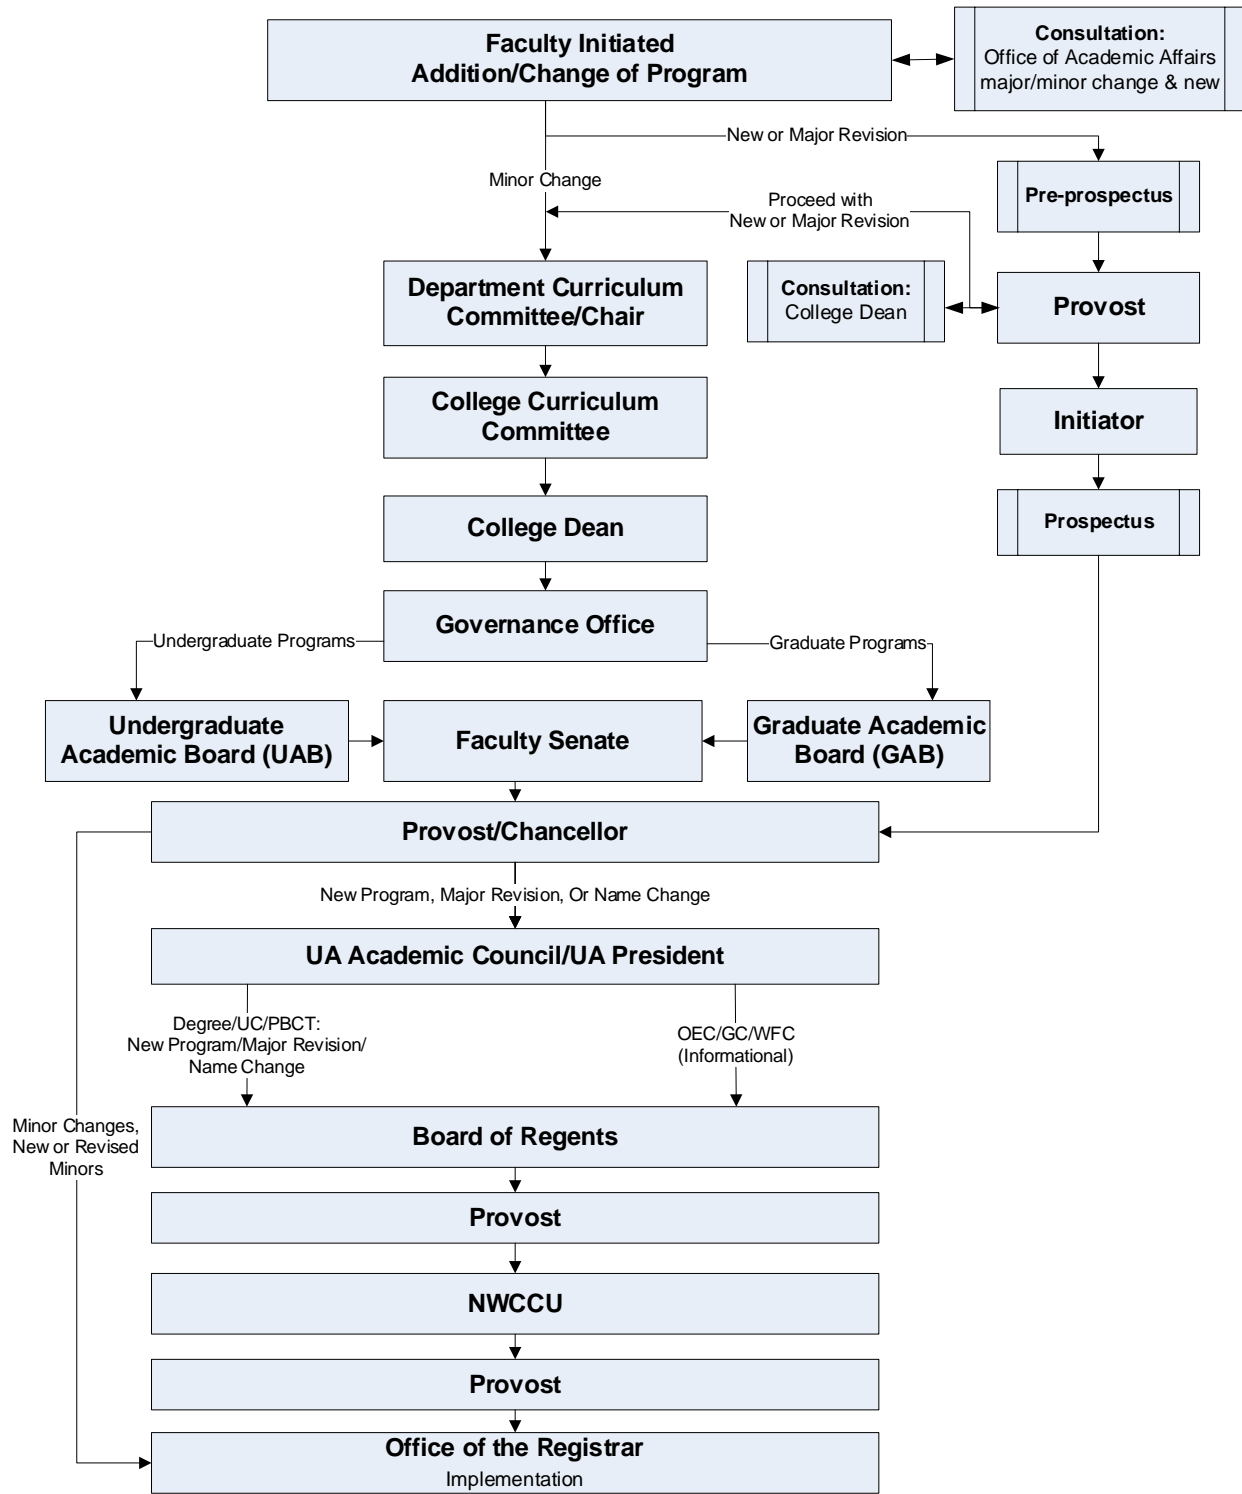 Faculty Initiated
Addition/Change of Program
Consultation:
Office of Academic Affairs
major/minor change & new
New or Major Revision
Minor Change
Pre-prospectus
Proceed with
New or Major Revision
Department Curriculum
Committee/Chair
Consultation:
College Dean
Provost
College Curriculum
Committee
Initiator
College Dean
Prospectus
Governance Office
Undergraduate Programs
Graduate Programs
Undergraduate
Academic Board (UAB)
Faculty Senate
Graduate Academic
Board (GAB)
Provost/Chancellor
New Program, Major Revision, Or Name Change
UA Academic Council/UA President
Degree/UC/PBCT:
New Program/Major Revision/
Name Change
OEC/GC/WFC
(Informational)
Minor Changes,
New or Revised
Minors
Board of Regents
Provost
NWCCU
Provost
Office of the Registrar
Implementation